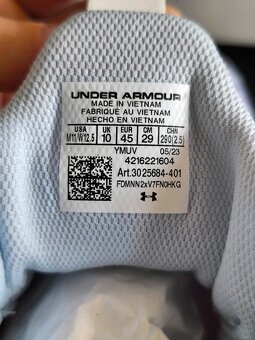 UNDER ARMOUR
MADE IN VIETNAM
FABRIQUÉ AU VIETNAM
HECHO EN VIETNAM
USA UK EUR CM CHN
M11/W12.5 10 45 29 290(2.5)
YMUV 05/23
4216221604
Art.3025684-401
FDMNN2xV7FN0HKG